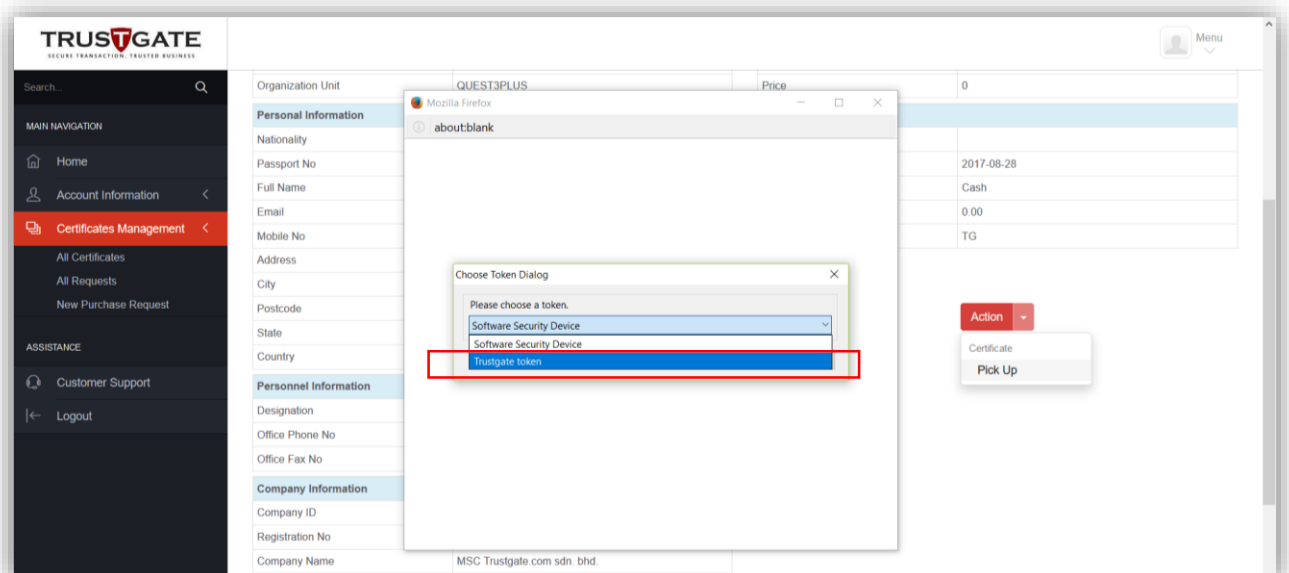 TRUSTGATE
SECURE TRANSACTION. TRUSTED BUSINESS
Menu
Search...
MAIN NAVIGATION
Home
Account Information
Certificates Management
All Certificates
All Requests
New Purchase Request
ASSISTANCE
Customer Support
Logout
Organization Unit QUEST3PLUS
Personal Information
Nationality
Passport No
Full Name
Email
Mobile No
Address
City
Postcode
State
Country
Personnel Information
Designation
Office Phone No
Office Fax No
Company Information
Company ID
Registration No
Company Name MSC Trustgate.com sdn. bhd.
Price 0
2017-08-28
Cash
0.00
TG
Mozilla Firefox
about:blank
Choose Token Dialog
Please choose a token.
Software Security Device
Software Security Device
Trustgate token
Action
Certificate
Pick Up